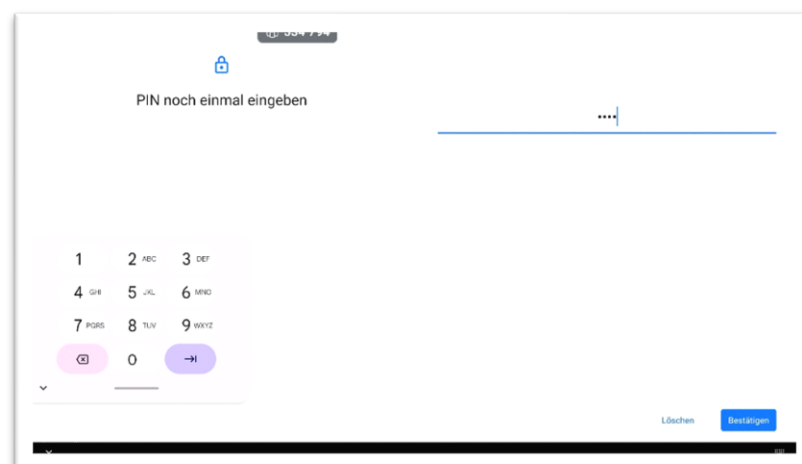 PIN noch einmal eingeben
••••
1
2 ABC
3 DEF
4 GHI
5 JKL
6 MNO
7 PQRS
8 TUV
9 WXYZ
0
Löschen
Bestätigen